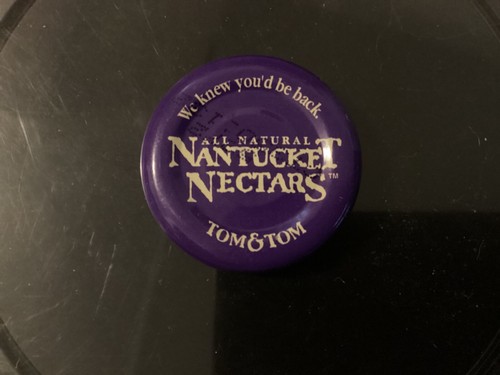 We knew you'd be back.
ALL NATURAL
NANTUCKET
NECTARS™
TOM & TOM